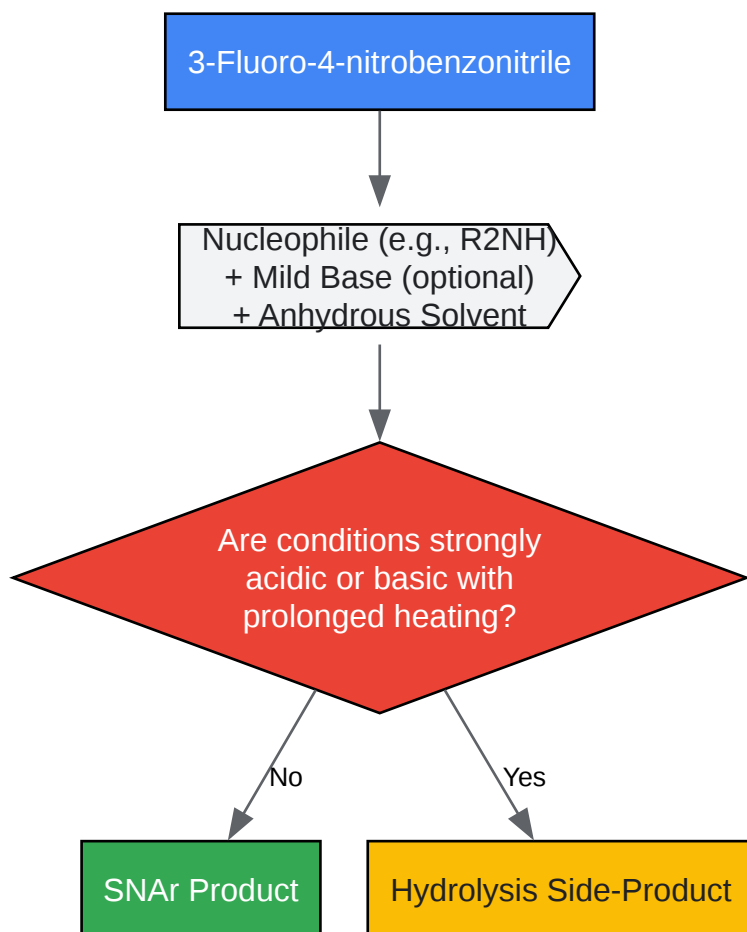 3-Fluoro-4-nitrobenzonitrile
Nucleophile (e.g., R2NH)
+ Mild Base (optional)
+ Anhydrous Solvent
Are conditions strongly
acidic or basic with
prolonged heating?
No
Yes
SNAr Product
Hydrolysis Side-Product